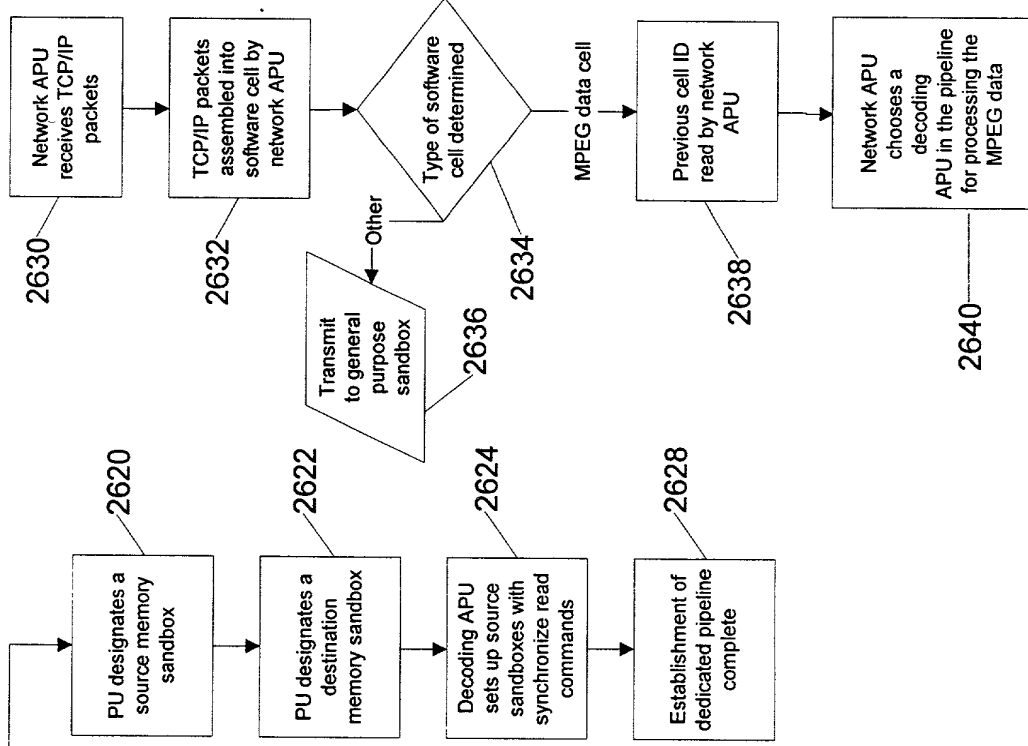 2620
PU designates a
source memory
sandbox
2622
PU designates a
destination
memory sandbox
2624
Decoding APU
sets up source
sandboxes with
synchronize read
commands
2628
Establishment of
dedicated pipeline
complete
2630
Network APU
receives TCP/IP
packets
2632
TCP/IP packets
assembled into
software cell by
network APU
Type of software
cell determined
2634
Other
Transmit
to general
purpose
sandbox
2636
MPEG data cell
Previous cell ID
read by network
APU
2638
Network APU
chooses a
decoding
APU in the pipeline
for processing the
MPEG data
2640